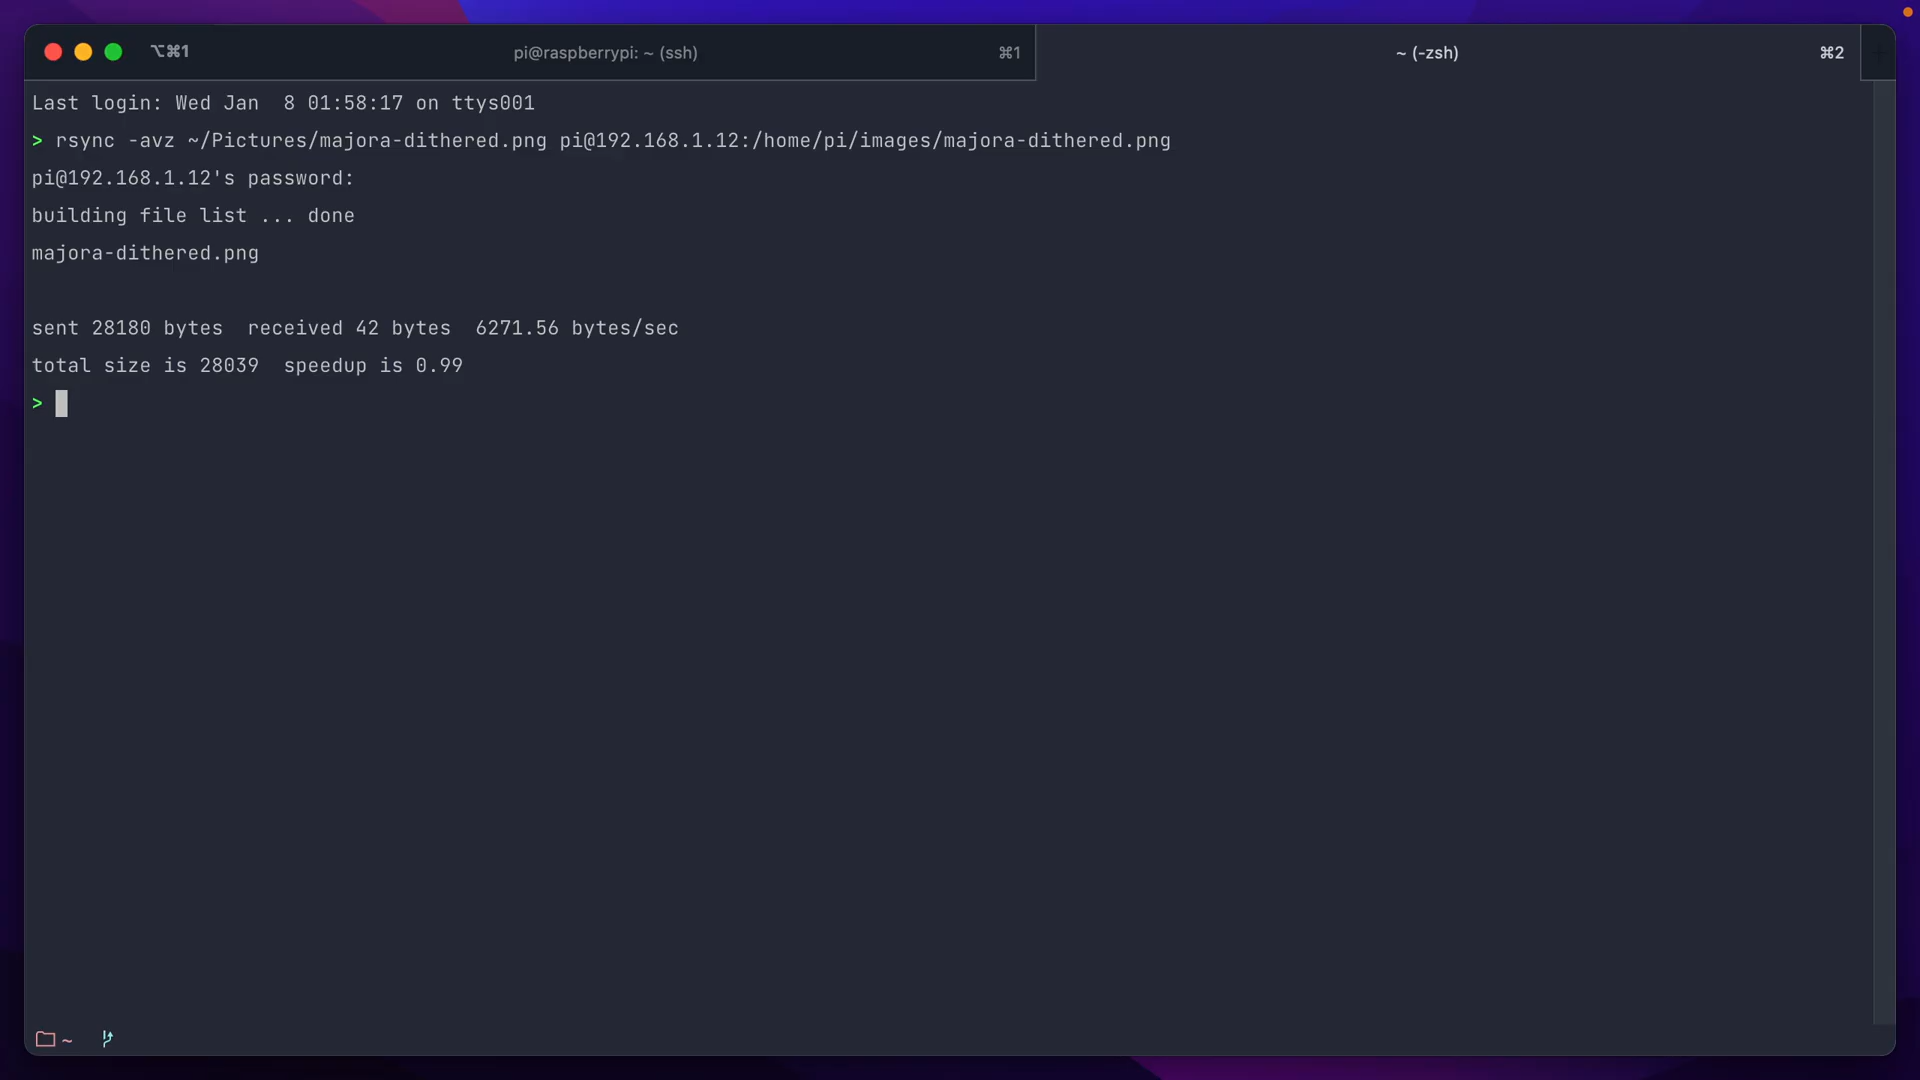 ⌥⌘1 pi@raspberrypi: ~ (ssh) ⌘1 ~ (-zsh) ⌘2
Last login: Wed Jan  8 01:58:17 on ttys001
> rsync -avz ~/Pictures/majora-dithered.png pi@192.168.1.12:/home/pi/images/majora-dithered.png
pi@192.168.1.12's password:
building file list ... done
majora-dithered.png
sent 28180 bytes  received 42 bytes  6271.56 bytes/sec
total size is 28039  speedup is 0.99
>
~